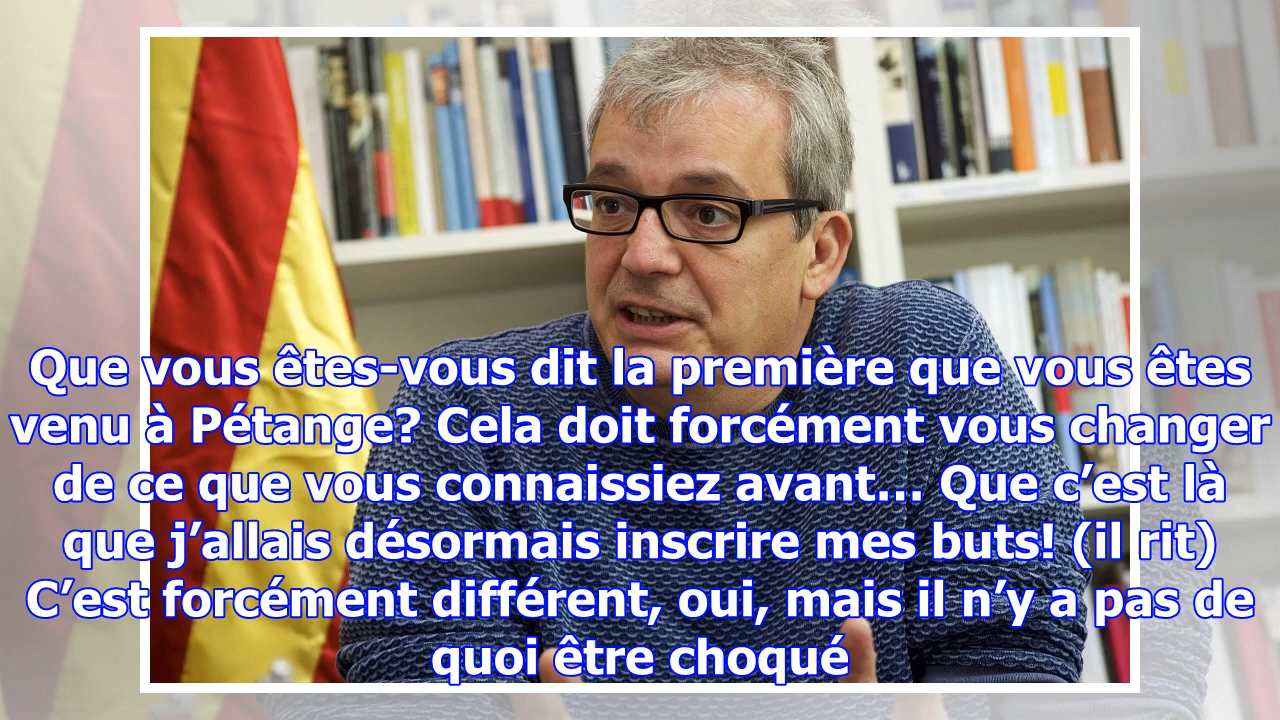 Que vous êtes-vous dit la première que vous êtes
venu à Pétange? Cela doit forcément vous changer
de ce que vous connaissiez avant… Que c’est là
que j’allais désormais inscrire mes buts! (il rit)
C’est forcément différent, oui, mais il n’y a pas de
quoi être choqué